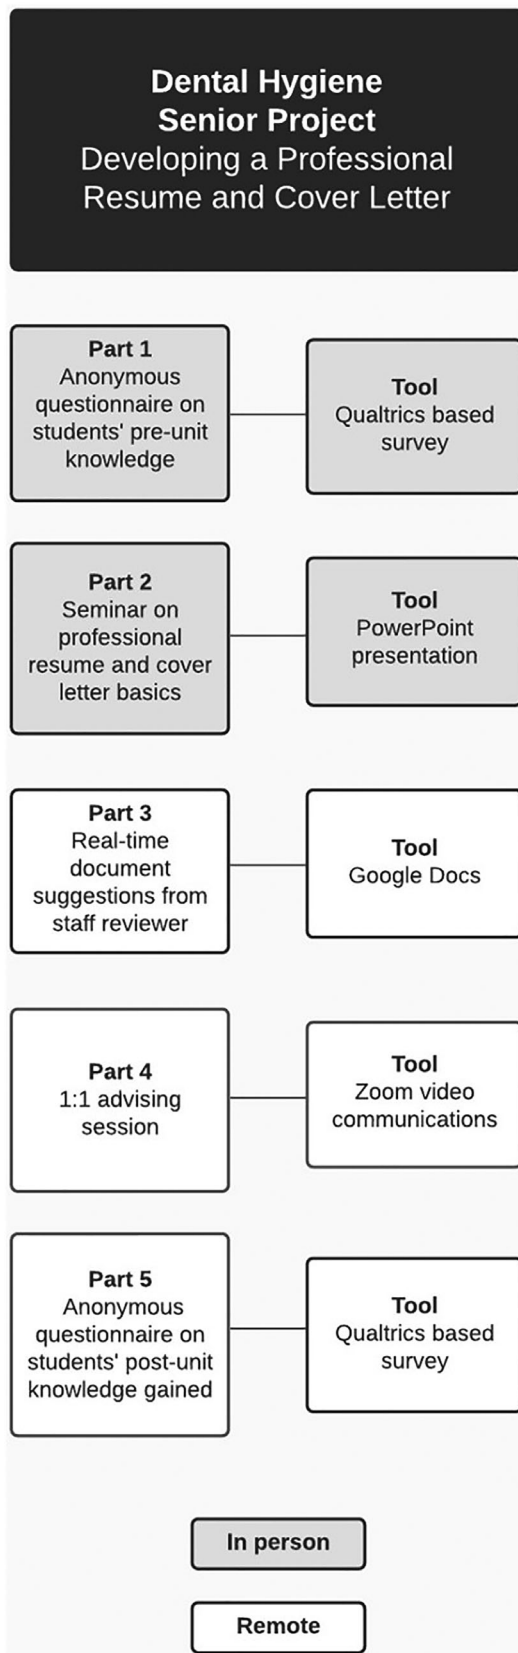 Dental Hygiene
Senior Project
Developing a Professional
Resume and Cover Letter
Part 1
Anonymous
questionnaire on
students' pre-unit
knowledge
Tool
Qualtrics based
survey
Part 2
Seminar on
professional
resume and cover
letter basics
Tool
PowerPoint
presentation
Part 3
Real-time
document
suggestions from
staff reviewer
Tool
Google Docs
Part 4
1:1 advising
session
Tool
Zoom video
communications
Part 5
Anonymous
questionnaire on
students' post-unit
knowledge gained
Tool
Qualtrics based
survey
In person
Remote